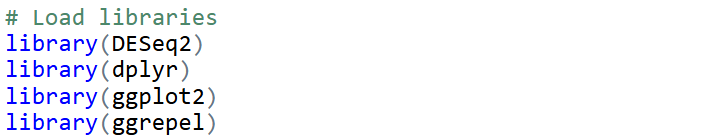 # Load libraries
library(DESeq2)
library(dplyr)
library(ggplot2)
library(ggrepel)